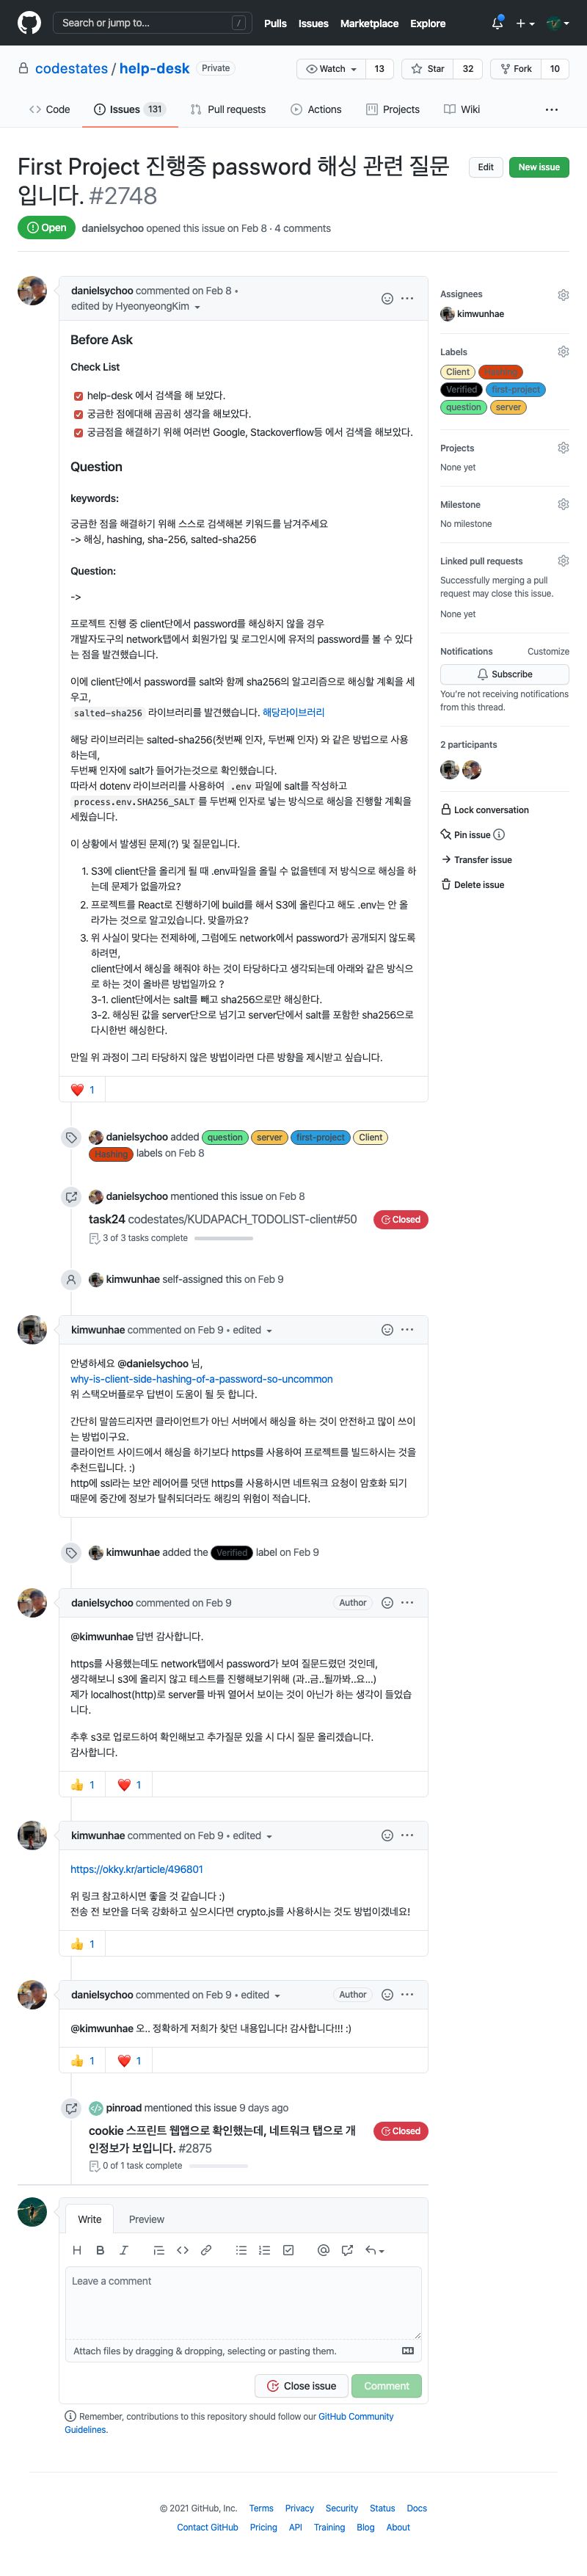 Search or jump to...
/
Pulls Issues Marketplace Explore
codestates / help-desk Private
Watch 13 Star 32 Fork 10
Code Issues 131 Pull requests Actions Projects Wiki ...
First Project 진행중 password 해싱 관련 질문
입니다. #2748
Edit New issue
Open danielsychoo opened this issue on Feb 8 · 4 comments
danielsychoo commented on Feb 8 •
edited by HyeonyeongKim
Before Ask
Check List
help-desk 에서 검색을 해 보았다.
궁금한 점에대해 곰곰히 생각을 해보았다.
궁금점을 해결하기 위해 여러번 Google, Stackoverflow등 에서 검색을 해보았다.
Question
keywords:
궁금한 점을 해결하기 위해 스스로 검색해본 키워드를 남겨주세요
-> 해싱, hashing, sha-256, salted-sha256
Question:
->
프로젝트 진행 중 client단에서 password를 해싱하지 않을 경우
개발자도구의 network탭에서 회원가입 및 로그인시에 유저의 password를 볼 수 있다
는 점을 발견했습니다.
이에 client단에서 password를 salt와 함께 sha256의 알고리즘으로 해싱할 계획을 세
우고,
salted-sha256 라이브러리를 발견했습니다. 해당라이브러리
해당 라이브러리는 salted-sha256(첫번째 인자, 두번째 인자) 와 같은 방법으로 사용
하는데,
두번째 인자에 salt가 들어가는것으로 확인했습니다.
따라서 dotenv 라이브러리를 사용하여 .env 파일에 salt를 작성하고
process.env.SHA256_SALT 를 두번째 인자로 넣는 방식으로 해싱을 진행할 계획을
세웠습니다.
이 상황에서 발생된 문제(?) 및 질문입니다.
1. S3에 client단을 올리게 될 때 .env파일을 올릴 수 없을텐데 저 방식으로 해싱을 하
는데 문제가 없을까요?
2. 프로젝트를 React로 진행하기에 build를 해서 S3에 올린다고 해도 .env는 안 올
라가는 것으로 알고있습니다. 맞을까요?
3. 위 사실이 맞다는 전제하에, 그럼에도 network에서 password가 공개되지 않도록
하려면,
client단에서 해싱을 해줘야 하는 것이 타당하고 생각되는데 아래와 같은 방식으
로 하는 것이 올바른 방법일까요 ?
3-1. client단에서는 salt를 빼고 sha256으로만 해싱한다.
3-2. 해싱된 값을 server단으로 넘기고 server단에서 salt를 포함한 sha256으로
다시한번 해싱한다.
만일 위 과정이 그리 타당하지 않은 방법이라면 다른 방향을 제시받고 싶습니다.
1
danielsychoo added question server first-project Client
Hashing labels on Feb 8
danielsychoo mentioned this issue on Feb 8
task24 codestates/KUDAPACH_TODOLIST-client#50 Closed
3 of 3 tasks complete
kimwunhae self-assigned this on Feb 9
kimwunhae commented on Feb 9 • edited
안녕하세요 @danielsychoo 님,
why-is-client-side-hashing-of-a-password-so-uncommon
위 스택오버플로우 답변이 도움이 될 듯 합니다.
간단히 말씀드리자면 클라이언트가 아닌 서버에서 해싱을 하는 것이 안전하고 많이 쓰이
는 방법이구요.
클라이언트 사이드에서 해싱을 하기보다 https를 사용하여 프로젝트를 빌드하시는 것을
추천드립니다. :)
http에 ssl라는 보안 레이어를 덧댄 https를 사용하시면 네트워크 요청이 암호화 되기
때문에 중간에 정보가 탈취되더라도 해킹의 위험이 적습니다.
kimwunhae added the Verified label on Feb 9
danielsychoo commented on Feb 9 Author
@kimwunhae 답변 감사합니다.
https를 사용했는데도 network탭에서 password가 보여 질문드렸던 것인데,
생각해보니 s3에 올리지 않고 테스트를 진행해보기위해 (과..금..될까봐..요...)
제가 localhost(http)로 server를 바꿔 열어서 보이는 것이 아닌가 하는 생각이 들었습
니다.
추후 s3로 업로드하여 확인해보고 추가질문 있을 시 다시 질문 올리겠습니다.
감사합니다.
1 1
kimwunhae commented on Feb 9 • edited
https://okky.kr/article/496801
위 링크 참고하시면 좋을 것 같습니다 :)
전송 전 보안을 더욱 강화하고 싶으시다면 crypto.js를 사용하시는 것도 방법이겠네요!
1
danielsychoo commented on Feb 9 • edited Author
@kimwunhae 오.. 정확하게 저희가 찾던 내용입니다! 감사합니다!!! :)
1 1
pinroad mentioned this issue 9 days ago
cookie 스프린트 웹앱으로 확인했는데, 네트워크 탭으로 개
인정보가 보입니다. #2875
Closed
0 of 1 task complete
Write Preview
Leave a comment
Attach files by dragging & dropping, selecting or pasting them.
Close issue Comment
Remember, contributions to this repository should follow our GitHub Community
Guidelines.
Assignees
kimwunhae
Labels
Client Hashing
Verified first-project
question server
Projects
None yet
Milestone
No milestone
Linked pull requests
Successfully merging a pull
request may close this issue.
None yet
Notifications Customize
Subscribe
You're not receiving notifications
from this thread.
2 participants
Lock conversation
Pin issue
Transfer issue
Delete issue
© 2021 GitHub, Inc. Terms Privacy Security Status Docs
Contact GitHub Pricing API Training Blog About